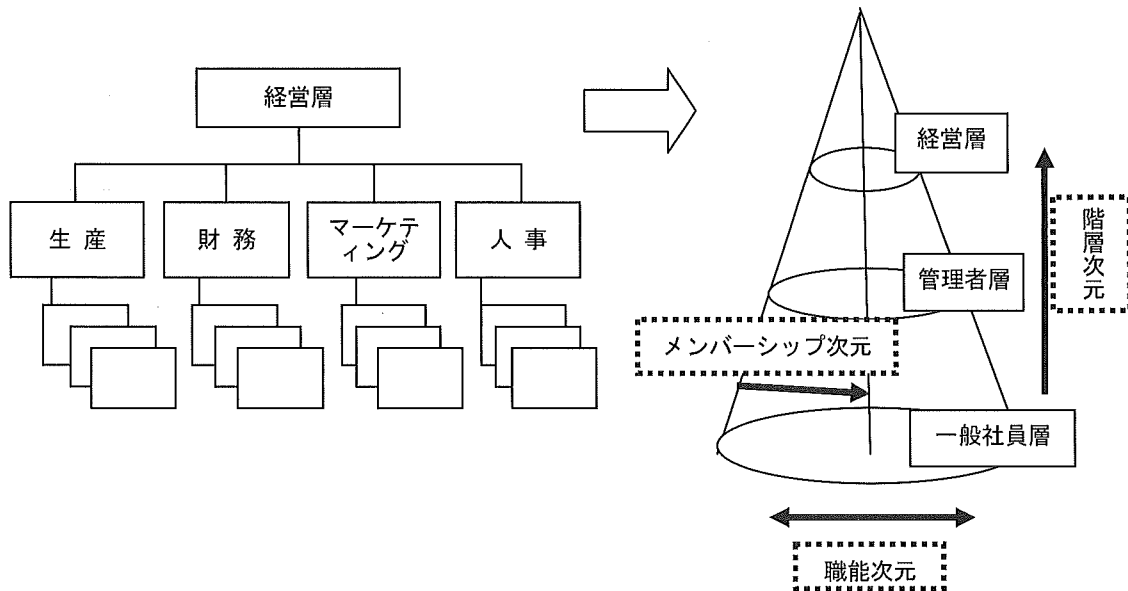 経営層
生 産
財 務
マーケテ
ィング
人 事
経営層
管理者層
メンバーシップ次元
一般社員層
階層次元
職能次元